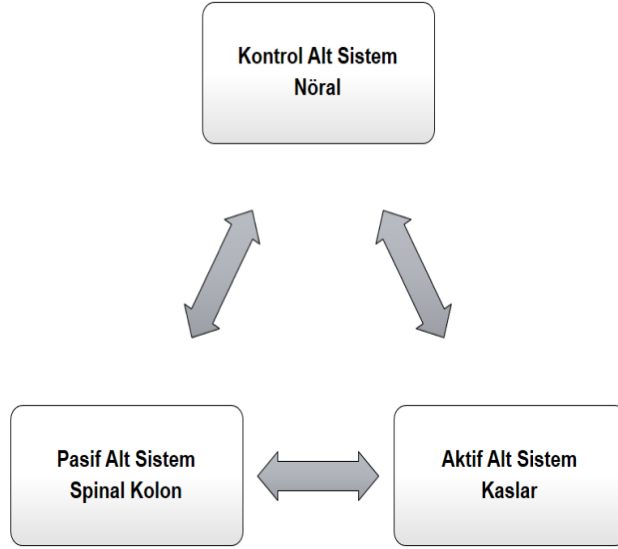 Kontrol Alt Sistem
Nöral
Pasif Alt Sistem
Spinal Kolon
Aktif Alt Sistem
Kaslar